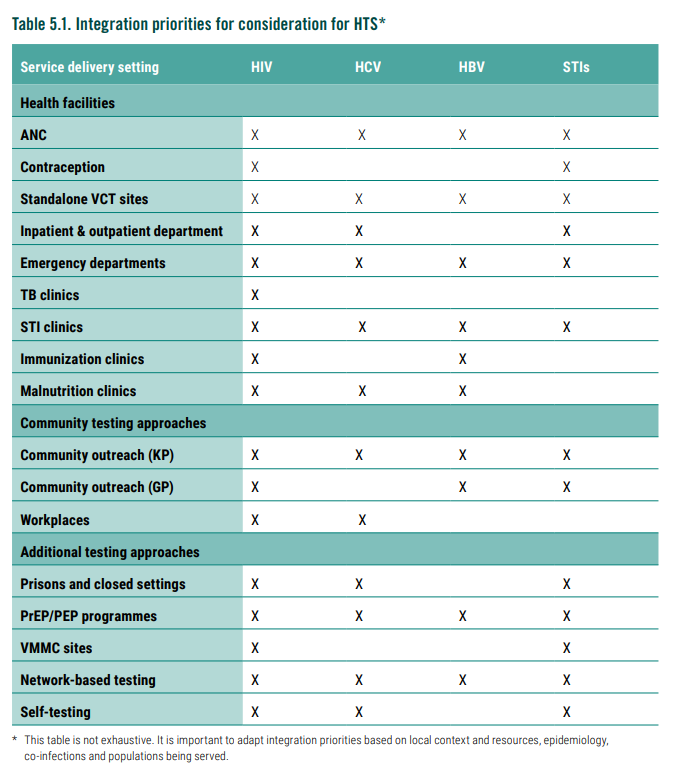 Table 5.1. Integration priorities for consideration for HTS*
Service delivery setting HIV HCV HBV STIs
Health facilities
ANC X X X X
Contraception X X
Standalone VCT sites X X X X
Inpatient & outpatient department X X X
Emergency departments X X X X
TB clinics X
STI clinics X X X X
Immunization clinics X X
Malnutrition clinics X X X
Community testing approaches
Community outreach (KP) X X X X
Community outreach (GP) X X X
Workplaces X X
Additional testing approaches
Prisons and closed settings X X X
PrEP/PEP programmes X X X X
VMMC sites X X
Network-based testing X X X X
Self-testing X X X
* This table is not exhaustive. It is important to adapt integration priorities based on local context and resources, epidemiology,
co-infections and populations being served.